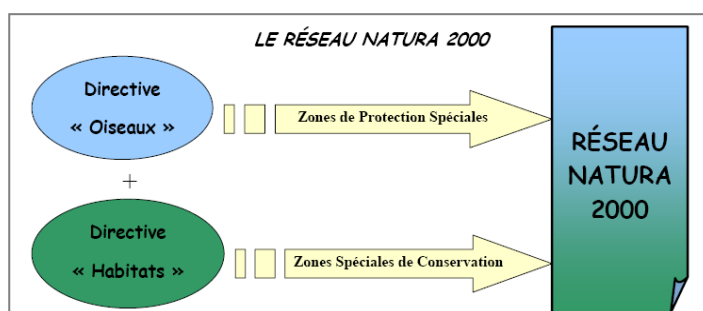 LE RÉSEAU NATURA 2000
Directive
« Oiseaux »
Zones de Protection Spéciales
+
Directive
« Habitats »
Zones Spéciales de Conservation
RÉSEAU
NATURA
2000